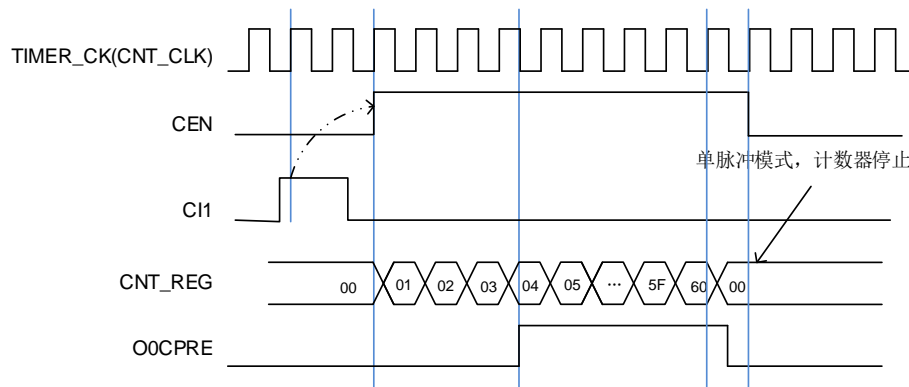 TIMER_CK(CNT_CLK)
CEN
单脉冲模式，计数器停止
CI1
CNT_REG 00 01 02 03 04 05 ... 5F 60 00
O0CPRE